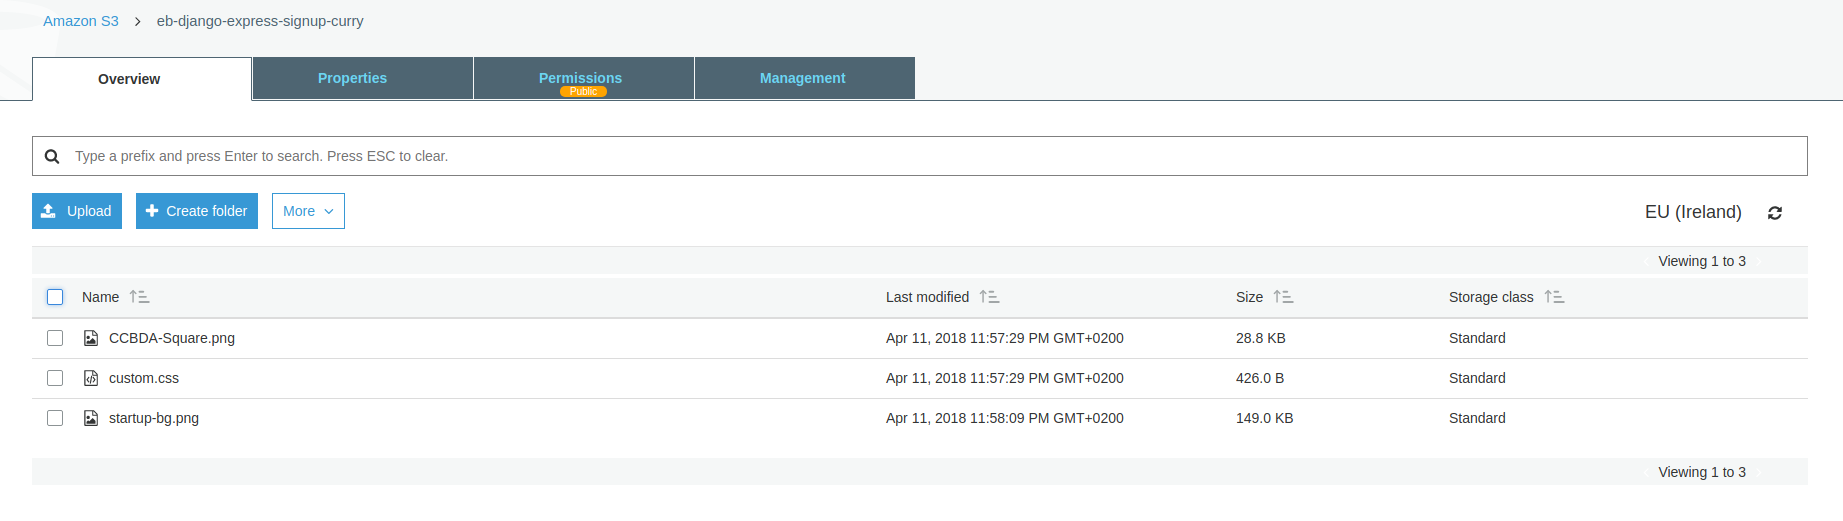 Amazon S3 > eb-django-express-signup-curry
Overview Properties Permissions Management
Public
Type a prefix and press Enter to search. Press ESC to clear.
Upload Create folder More EU (Ireland)
Viewing 1 to 3
Name Last modified Size Storage class
CCBDA-Square.png Apr 11, 2018 11:57:29 PM GMT+0200 28.8 KB Standard
custom.css Apr 11, 2018 11:57:29 PM GMT+0200 426.0 B Standard
startup-bg.png Apr 11, 2018 11:58:09 PM GMT+0200 149.0 KB Standard
Viewing 1 to 3